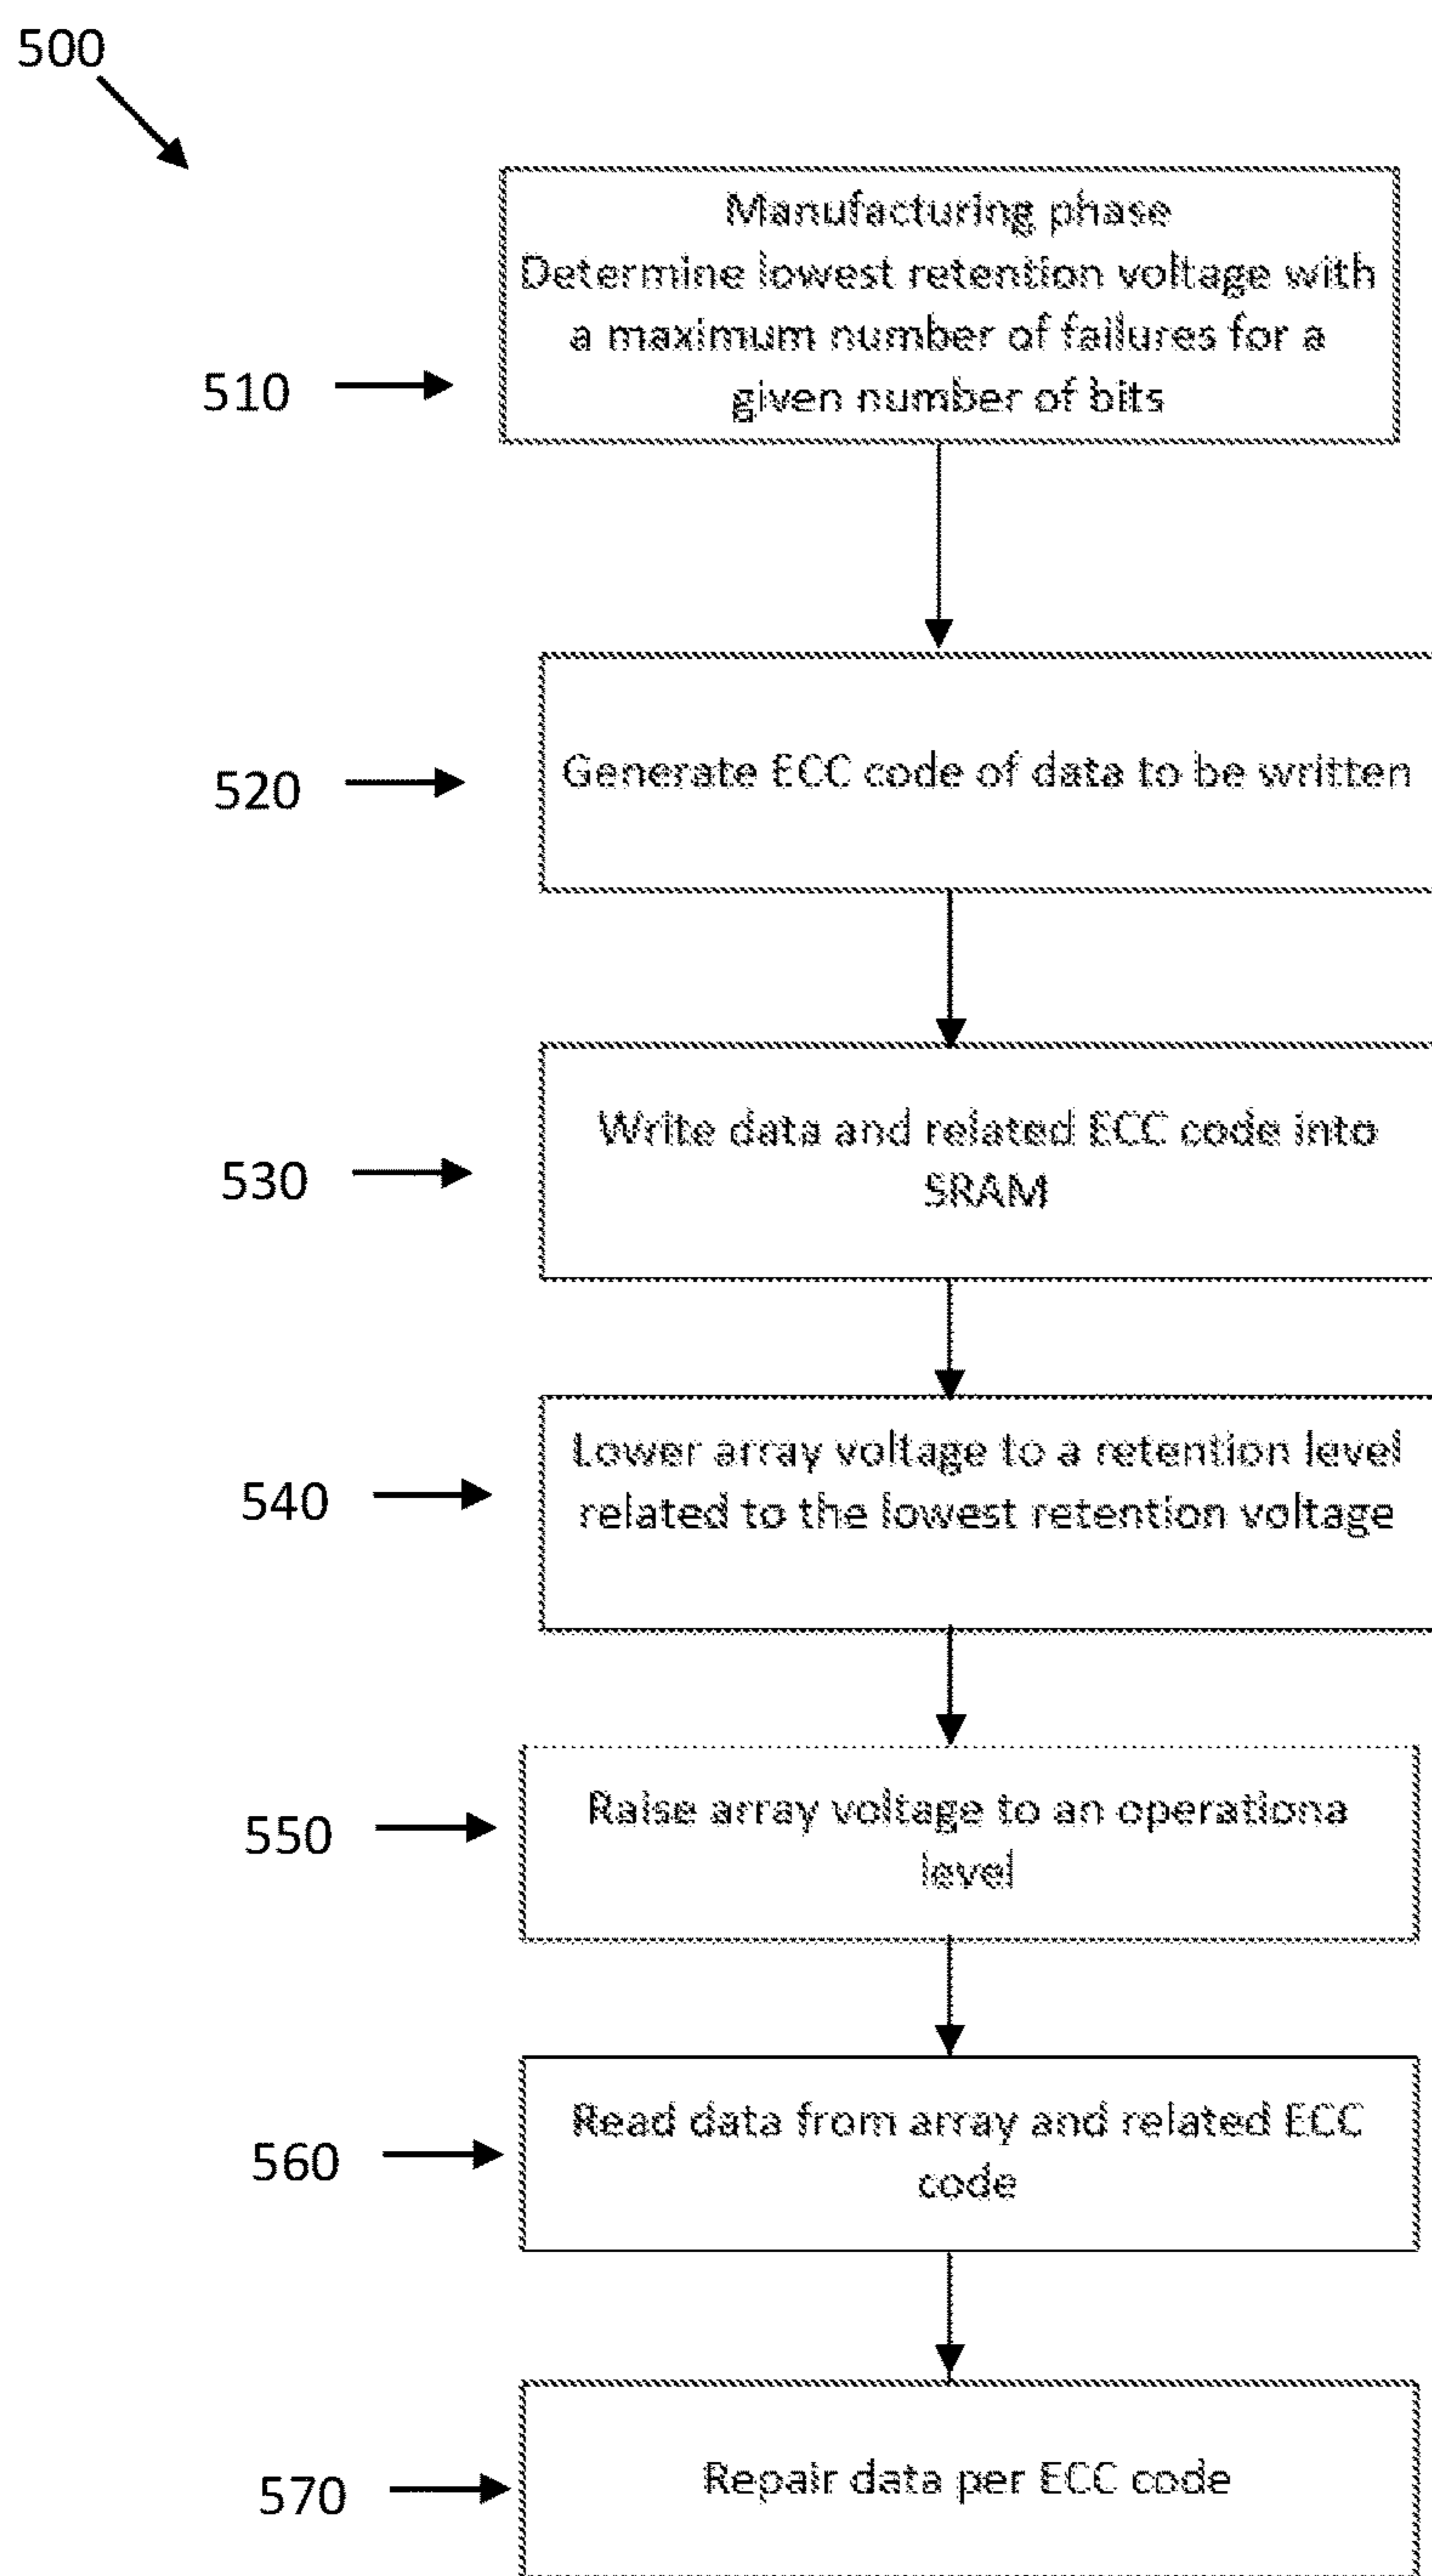 500
Manufacturing phase
Determine lowest retention voltage with
a maximum number of failures for a
510
given number of bits
520
Generate ECC code of data to be written
Write data and related ECC code into
530
SRAM
Lower array voltage to a retention level
540
related to the lowest retention voltage
Raise array voltage to an operationa
550
level
Read data from array and related ECC
560
code
570
Repair data per ECC code